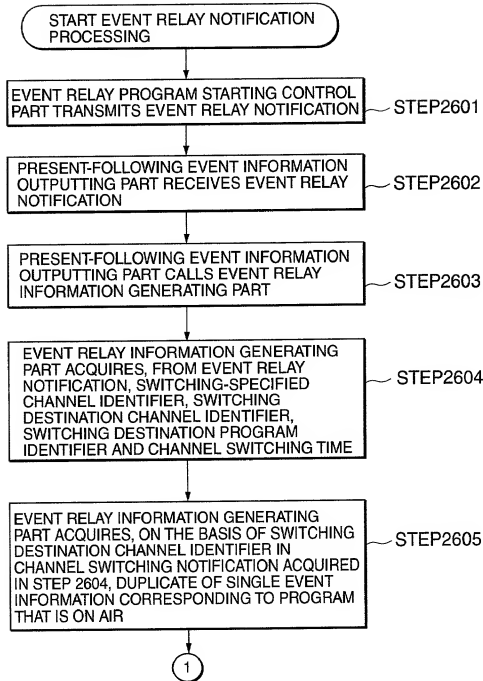 START EVENT RELAY NOTIFICATION
PROCESSING
EVENT RELAY PROGRAM STARTING CONTROL
PART TRANSMITS EVENT RELAY NOTIFICATION
STEP2601
PRESENT-FOLLOWING EVENT INFORMATION
OUTPUTTING PART RECEIVES EVENT RELAY
NOTIFICATION
STEP2602
PRESENT-FOLLOWING EVENT INFORMATION
OUTPUTTING PART CALLS EVENT RELAY
INFORMATION GENERATING PART
STEP2603
EVENT RELAY INFORMATION GENERATING
PART ACQUIRES, FROM EVENT RELAY
NOTIFICATION, SWITCHING-SPECIFIED
CHANNEL IDENTIFIER, SWITCHING
DESTINATION CHANNEL IDENTIFIER,
SWITCHING DESTINATION PROGRAM
IDENTIFIER AND CHANNEL SWITCHING TIME
STEP2604
EVENT RELAY INFORMATION GENERATING
PART ACQUIRES, ON THE BASIS OF SWITCHING
DESTINATION CHANNEL IDENTIFIER IN
CHANNEL SWITCHING NOTIFICATION ACQUIRED
IN STEP 2604, DUPLICATE OF SINGLE EVENT
INFORMATION CORRESPONDING TO PROGRAM
THAT IS ON AIR
STEP2605
1